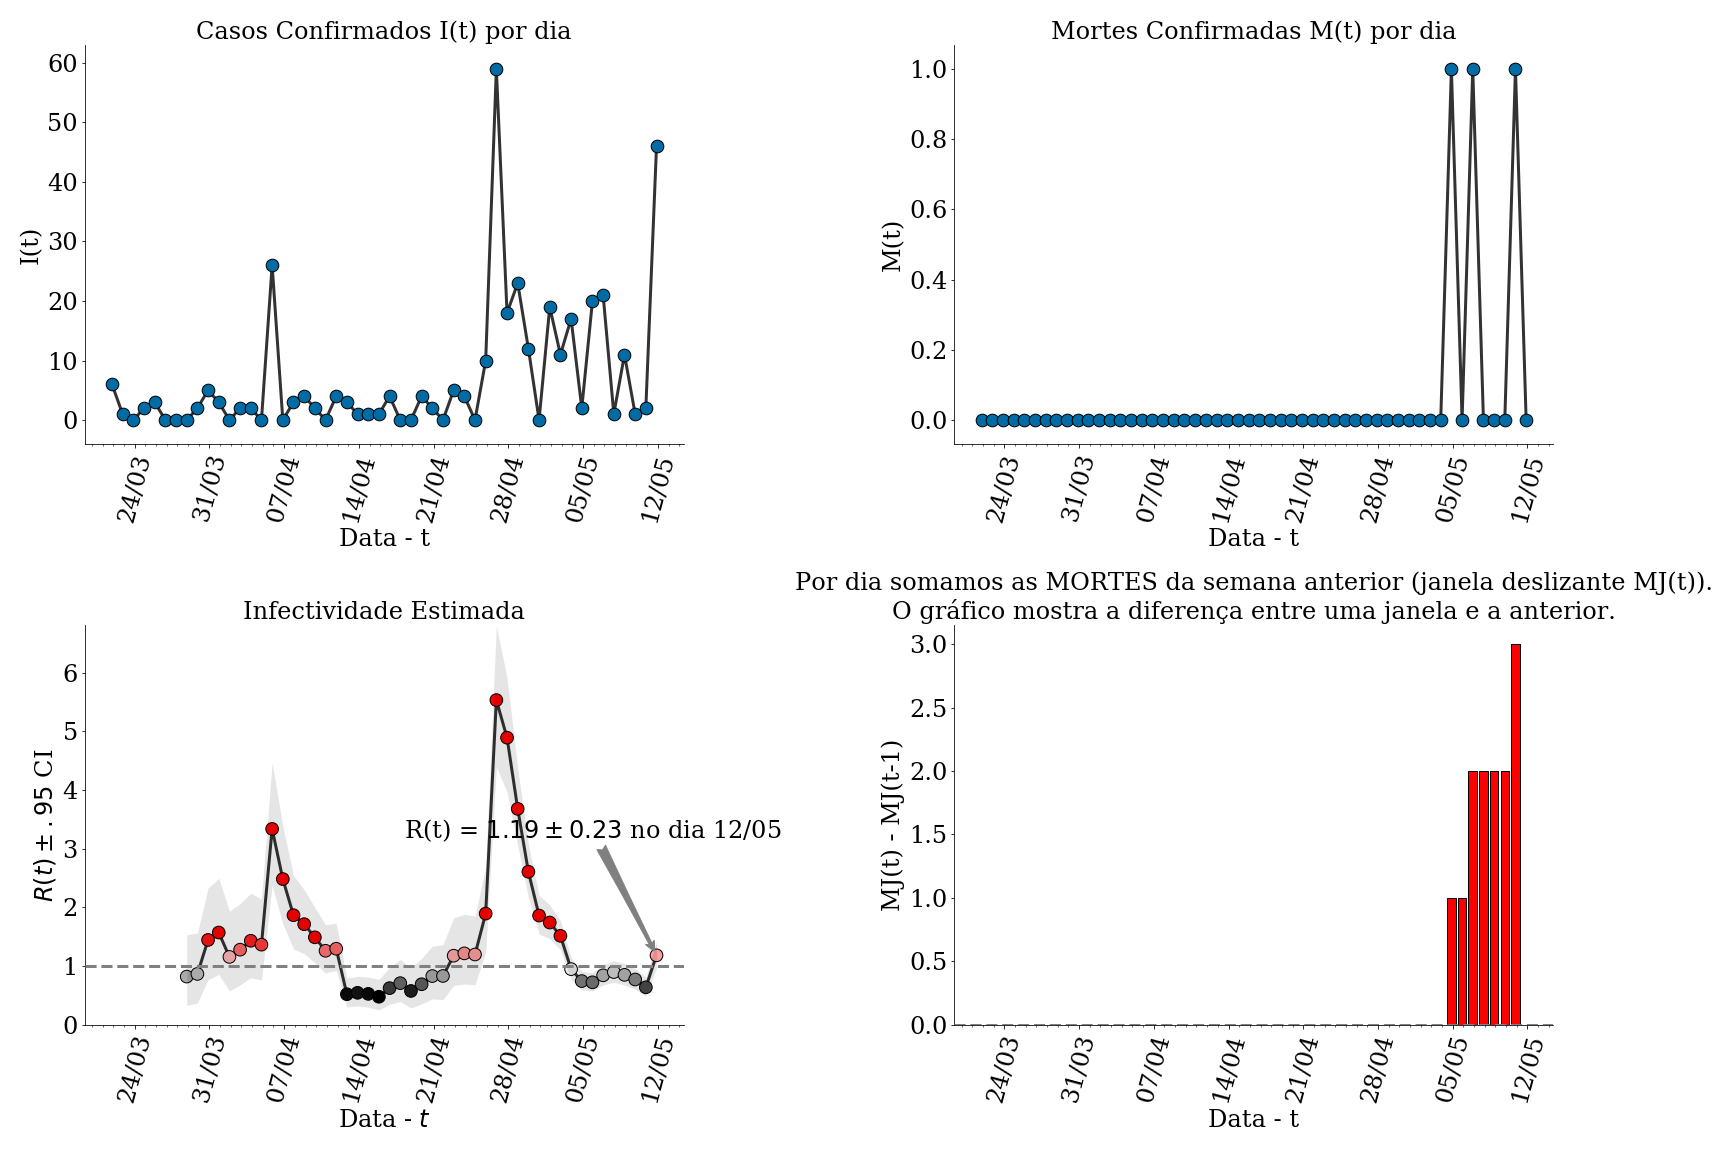 Casos Confirmados I(t) por dia
I(t)
60
50
40
30
20
10
0
24/03 31/03 07/04 14/04 21/04 28/04 05/05 12/05
Data - t
Mortes Confirmadas M(t) por dia
M(t)
1.0
0.8
0.6
0.4
0.2
0.0
24/03 31/03 07/04 14/04 21/04 28/04 05/05 12/05
Data - t
Infectividade Estimada
R(t) ± .95 CI
6
5
4
3
2
1
0
R(t) = 1.19 ± 0.23 no dia 12/05
24/03 31/03 07/04 14/04 21/04 28/04 05/05 12/05
Data - t
Por dia somamos as MORTES da semana anterior (janela deslizante MJ(t)).
O gráfico mostra a diferença entre uma janela e a anterior.
MJ(t) - MJ(t-1)
3.0
2.5
2.0
1.5
1.0
0.5
0.0
24/03 31/03 07/04 14/04 21/04 28/04 05/05 12/05
Data - t